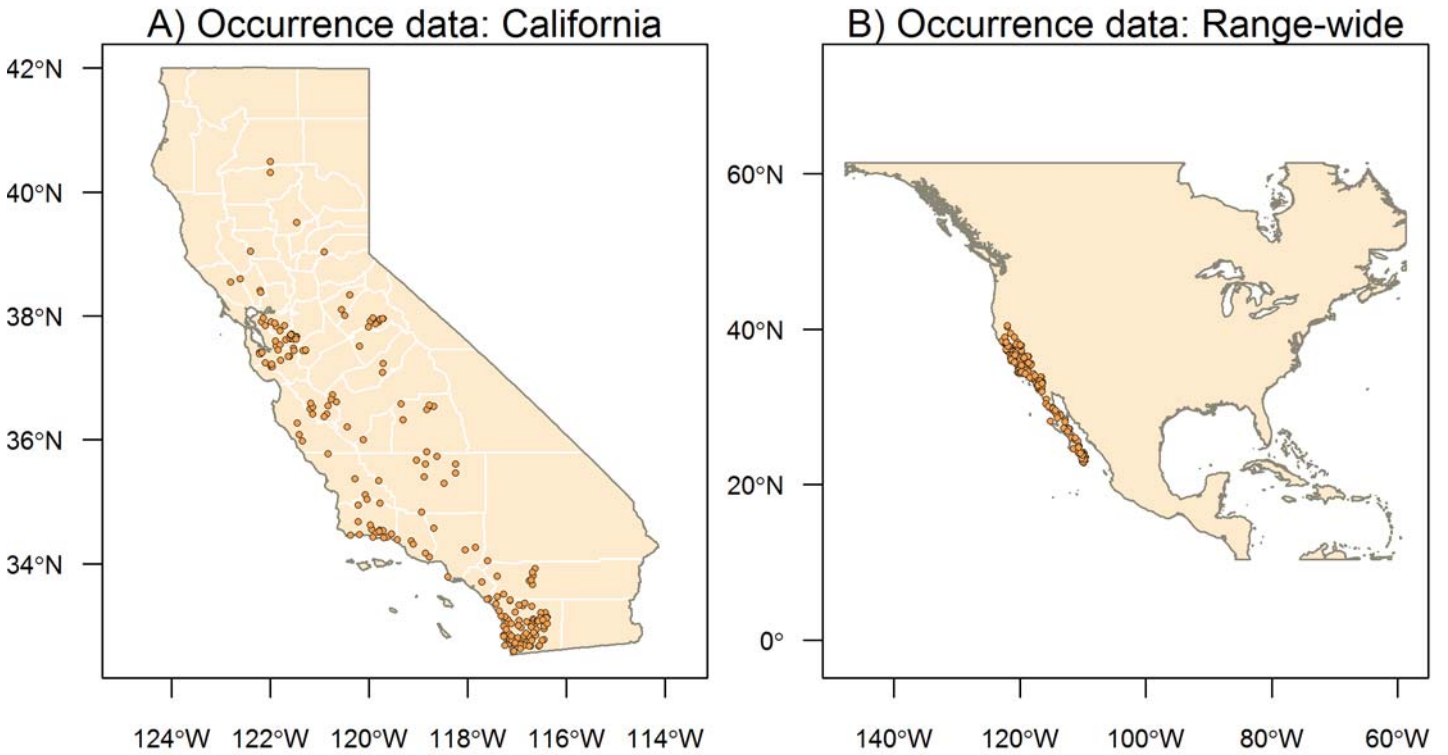 A) Occurrence data: California
42°N
40°N
38°N
36°N
34°N
124°W 122°W 120°W 118°W 116°W 114°W
B) Occurrence data: Range-wide
60°N
40°N
20°N
0°
140°W 120°W 100°W 80°W 60°W